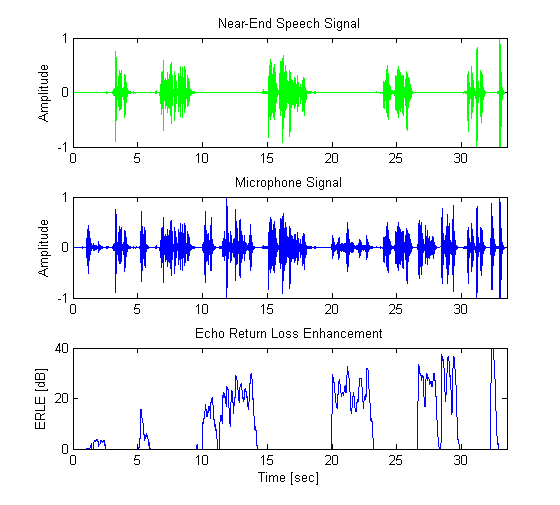 Near-End Speech Signal
1
0
-1
Amplitude
0 5 10 15 20 25 30
Microphone Signal
1
0
-1
Amplitude
0 5 10 15 20 25 30
Echo Return Loss Enhancement
40
20
0
ERLE [dB]
0 5 10 15 20 25 30
Time [sec]